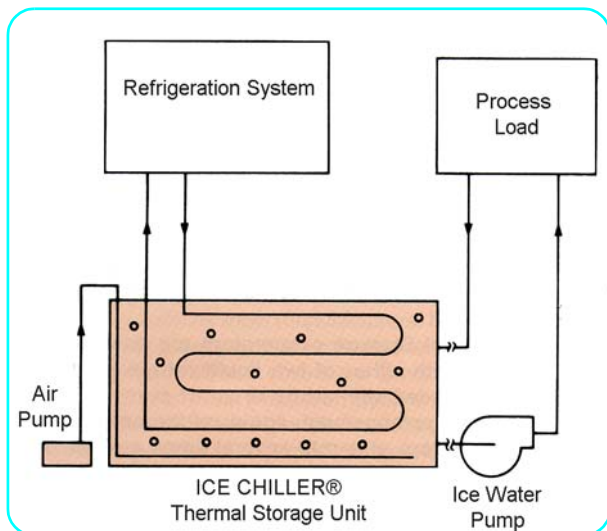 Refrigeration System
Process
Load
Air
Pump
ICE CHILLER®
Thermal Storage Unit
Ice Water
Pump